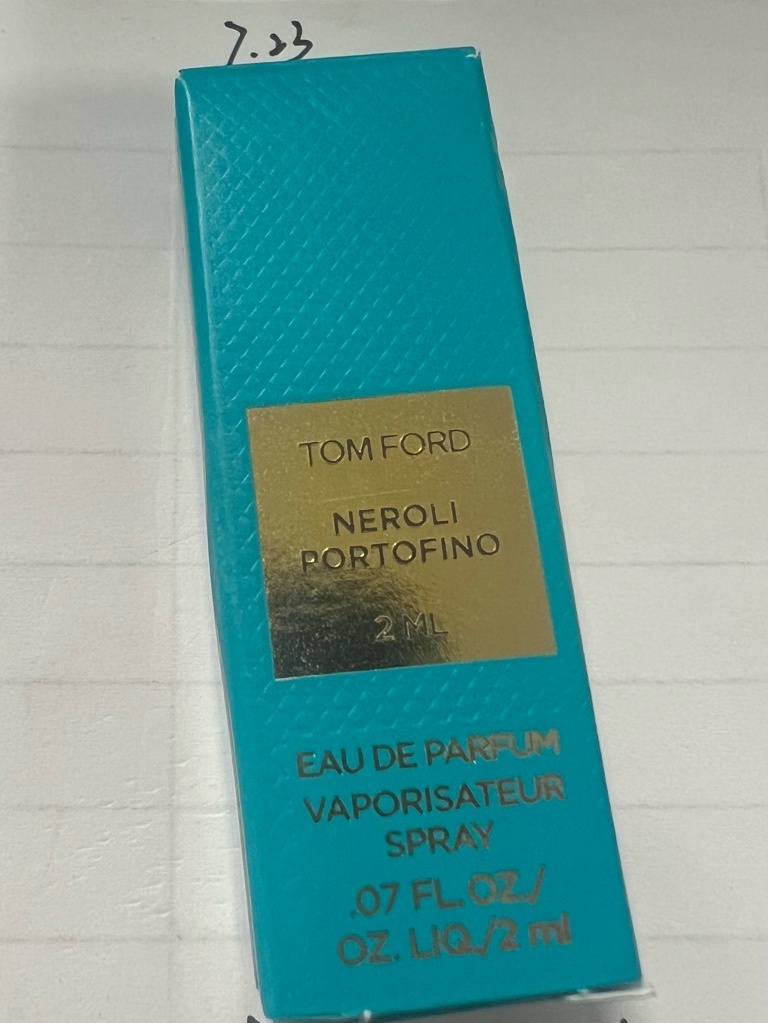 7.23
TOM FORD
NEROLI
PORTOFINO
2 ML
EAU DE PARFUM
VAPORISATEUR
SPRAY
.07 FL. OZ./
OZ. LIQ./2 ml